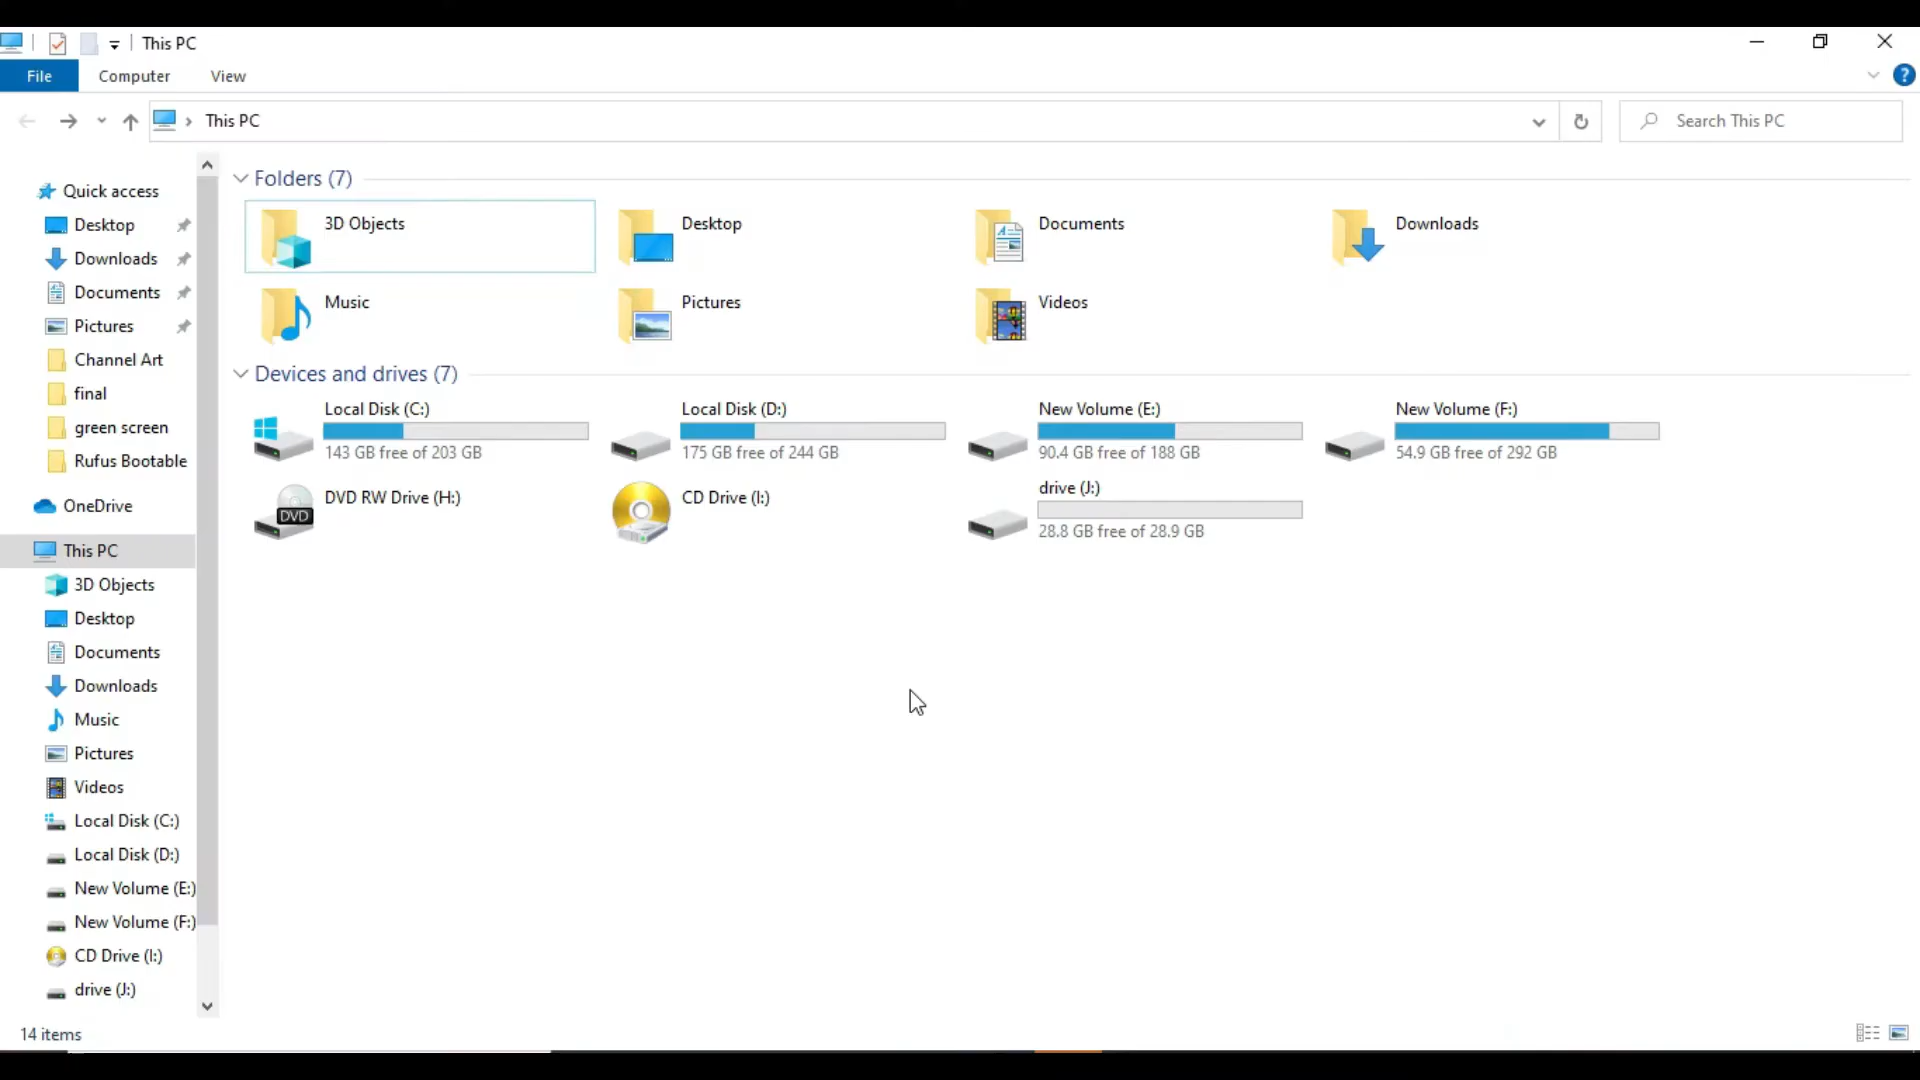 This PC
File Computer View
This PC
Search This PC
Quick access
Desktop
Downloads
Documents
Pictures
Channel Art
final
green screen
Rufus Bootable
OneDrive
This PC
3D Objects
Desktop
Documents
Downloads
Music
Pictures
Videos
Local Disk (C:)
Local Disk (D:)
New Volume (E:)
New Volume (F:)
CD Drive (I:)
drive (J:)
Folders (7)
3D Objects Desktop Documents Downloads
Music Pictures Videos
Devices and drives (7)
Local Disk (C:) Local Disk (D:) New Volume (E:) New Volume (F:)
143 GB free of 203 GB 175 GB free of 244 GB 90.4 GB free of 188 GB 54.9 GB free of 292 GB
drive (J:)
DVD DVD RW Drive (H:) CD Drive (I:)
28.8 GB free of 28.9 GB
14 items